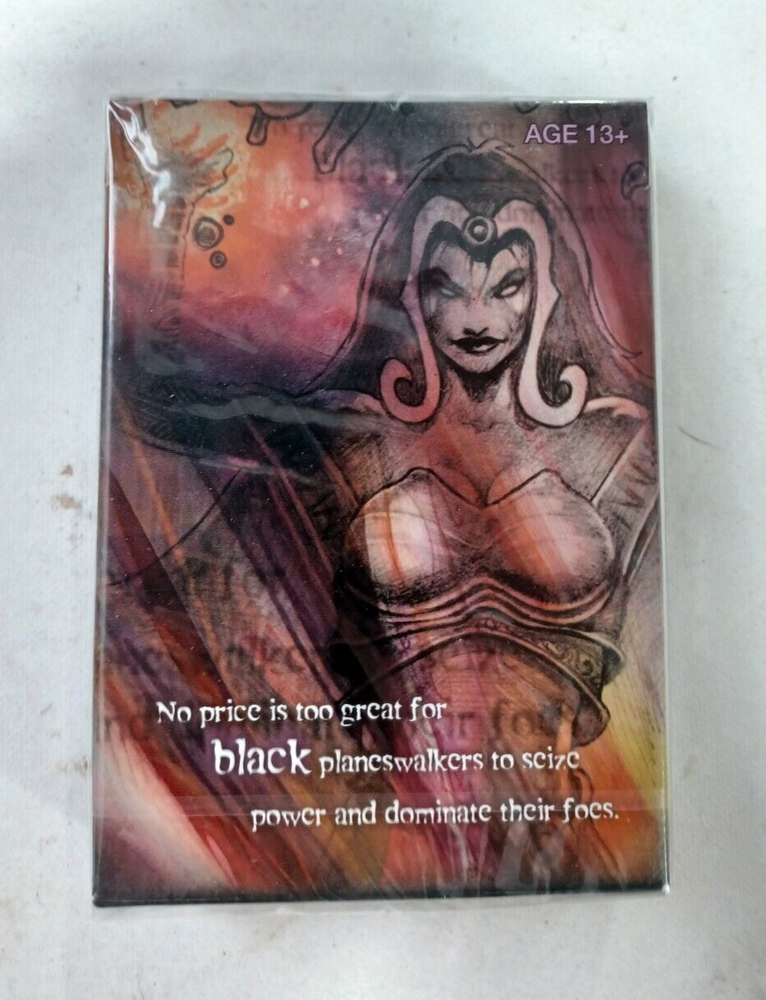 AGE 13+
No price is too great for
black planeswalkers to seize
power and dominate their foes.